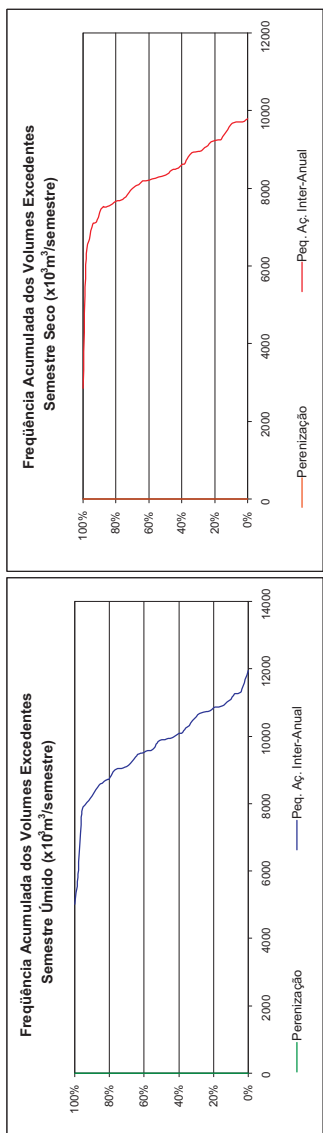 Freqüência Acumulada dos Volumes Excedentes
Semestre Úmido (x10³m³/semestre)
100%
80%
60%
40%
20%
0%
0 2000 4000 6000 8000 10000 12000 14000
Perenização Peq. Aç. Inter-Anual
Freqüência Acumulada dos Volumes Excedentes
Semestre Seco (x10³m³/semestre)
100%
80%
60%
40%
20%
0%
0 2000 4000 6000 8000 10000 12000
Perenização Peq. Aç. Inter-Anual